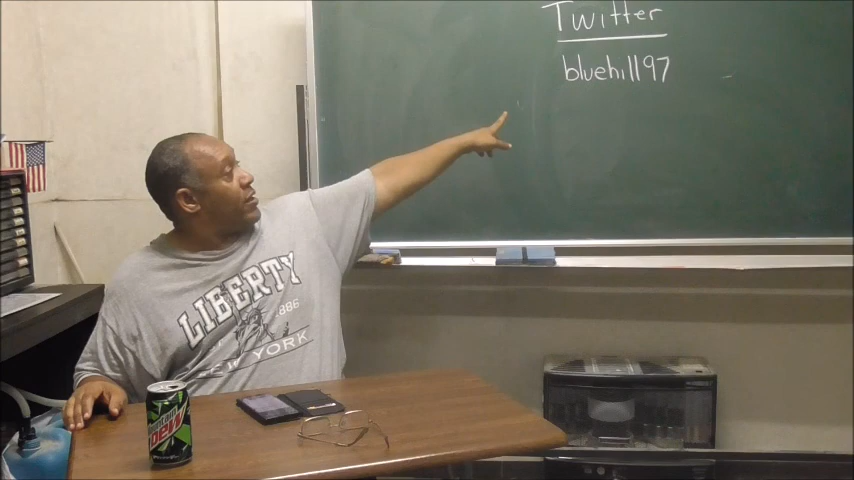 Twitter
bluehill97
LIBERTY
1886
NEW YORK
Mountain
Dew